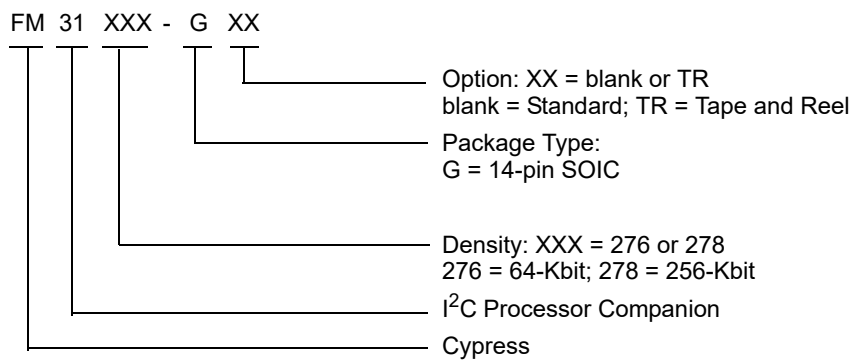 FM 31 XXX - G XX
Option: XX = blank or TR
blank = Standard; TR = Tape and Reel
Package Type:
G = 14-pin SOIC
Density: XXX = 276 or 278
276 = 64-Kbit; 278 = 256-Kbit
I²C Processor Companion
Cypress